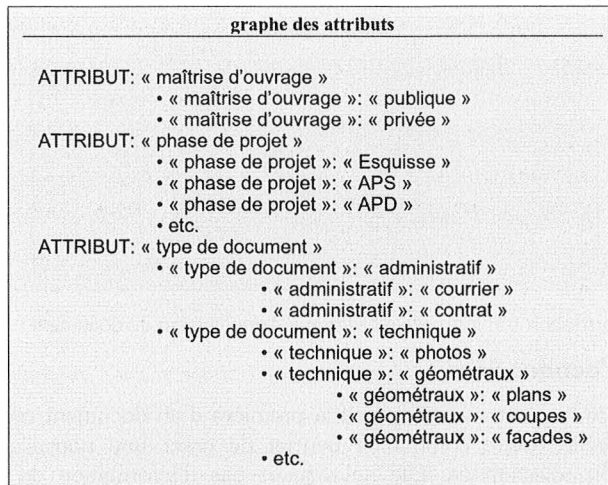 graphe des attributs
ATTRIBUT: « maîtrise d'ouvrage »
• « maîtrise d'ouvrage »: « publique »
• « maîtrise d'ouvrage »: « privée »
ATTRIBUT: « phase de projet »
• « phase de projet »: « Esquisse »
• « phase de projet »: « APS »
• « phase de projet »: « APD »
• etc.
ATTRIBUT: « type de document »
• « type de document »: « administratif »
• « administratif »: « courrier »
• « administratif »: « contrat »
• « type de document »: « technique »
• « technique »: « photos »
• « technique »: « géométraux »
• « géométraux »: « plans »
• « géométraux »: « coupes »
• « géométraux »: « façades »
• etc.